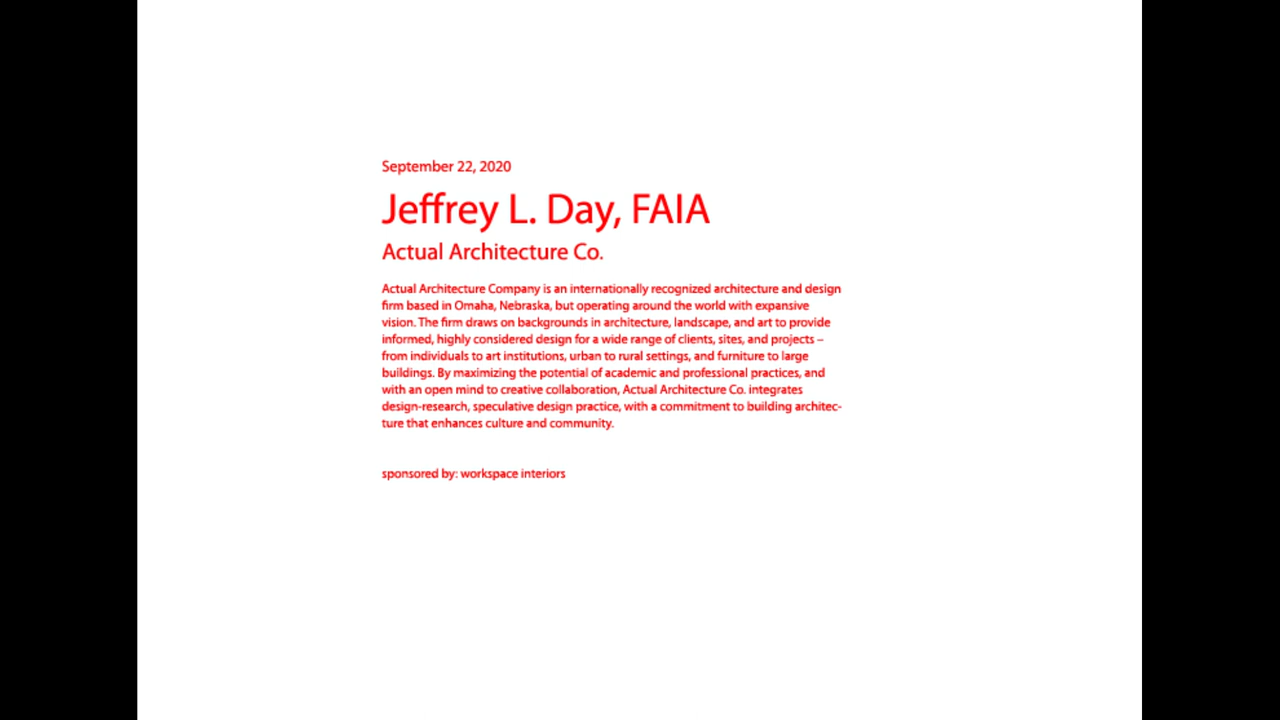 September 22, 2020
Jeffrey L. Day, FAIA
Actual Architecture Co.
Actual Architecture Company is an internationally recognized architecture and design
firm based in Omaha, Nebraska, but operating around the world with expansive
vision. The firm draws on backgrounds in architecture, landscape, and art to provide
informed, highly considered design for a wide range of clients, sites, and projects –
from individuals to art institutions, urban to rural settings, and furniture to large
buildings. By maximizing the potential of academic and professional practices, and
with an open mind to creative collaboration, Actual Architecture Co. integrates
design-research, speculative design practice, with a commitment to building architec-
ture that enhances culture and community.
sponsored by: workspace interiors